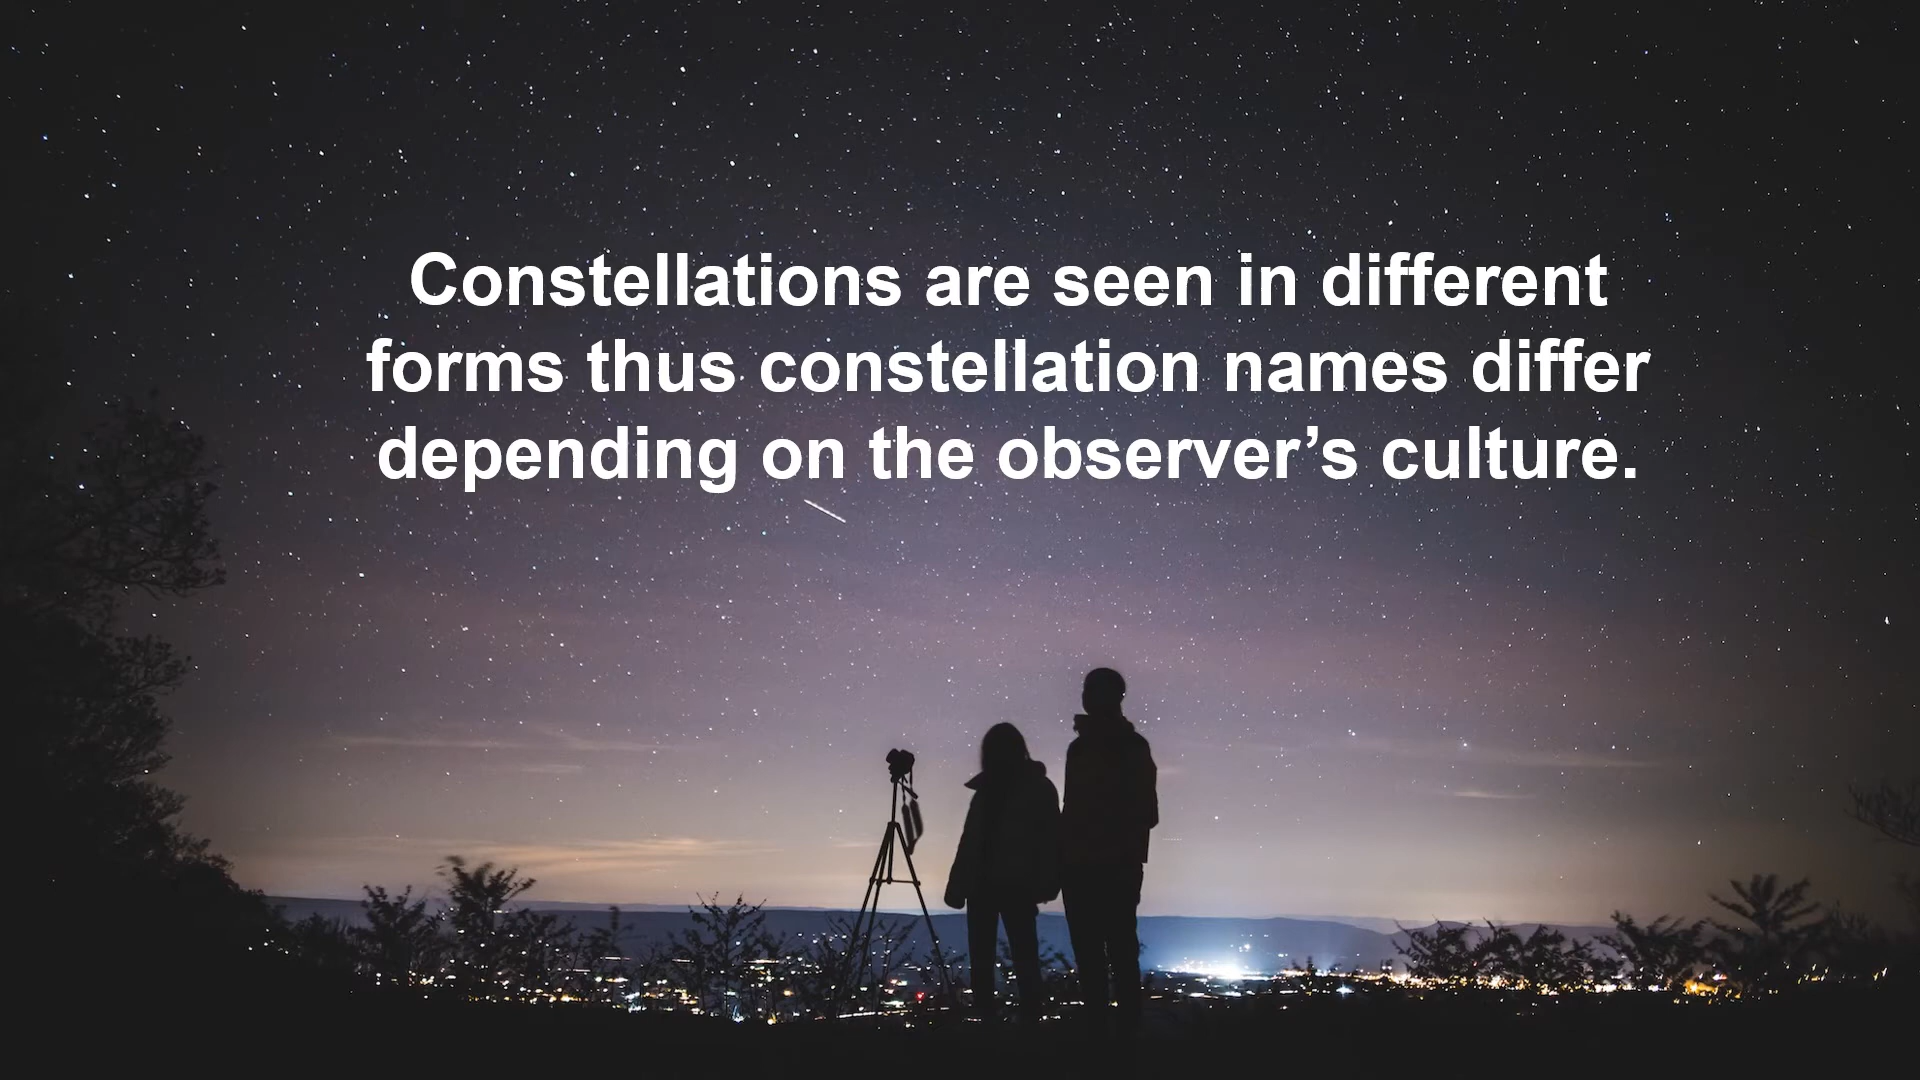 Constellations are seen in different
forms thus constellation names differ
depending on the observer’s culture.